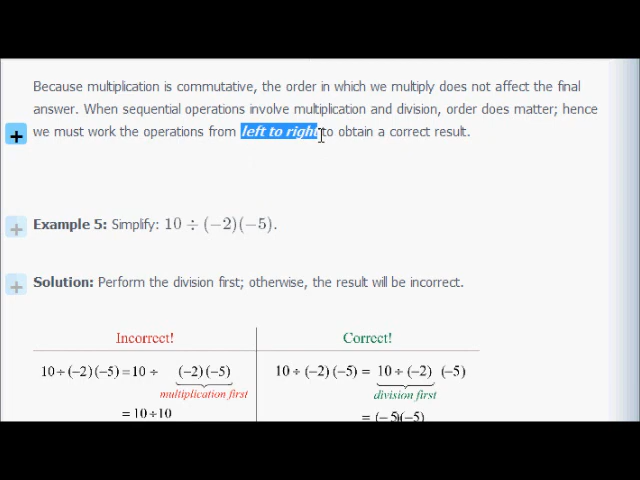 Because multiplication is commutative, the order in which we multiply does not affect the final
answer. When sequential operations involve multiplication and division, order does matter; hence
we must work the operations from left to right to obtain a correct result.
Example 5: Simplify: 10 ÷ (−2)(−5).
Solution: Perform the division first; otherwise, the result will be incorrect.
Incorrect!
10÷(−2)(−5)=10 ÷ (−2)(−5)
multiplication first
= 10÷10
Correct!
10÷(−2)(−5) = 10÷(−2) (−5)
division first
= (−5)(−5)